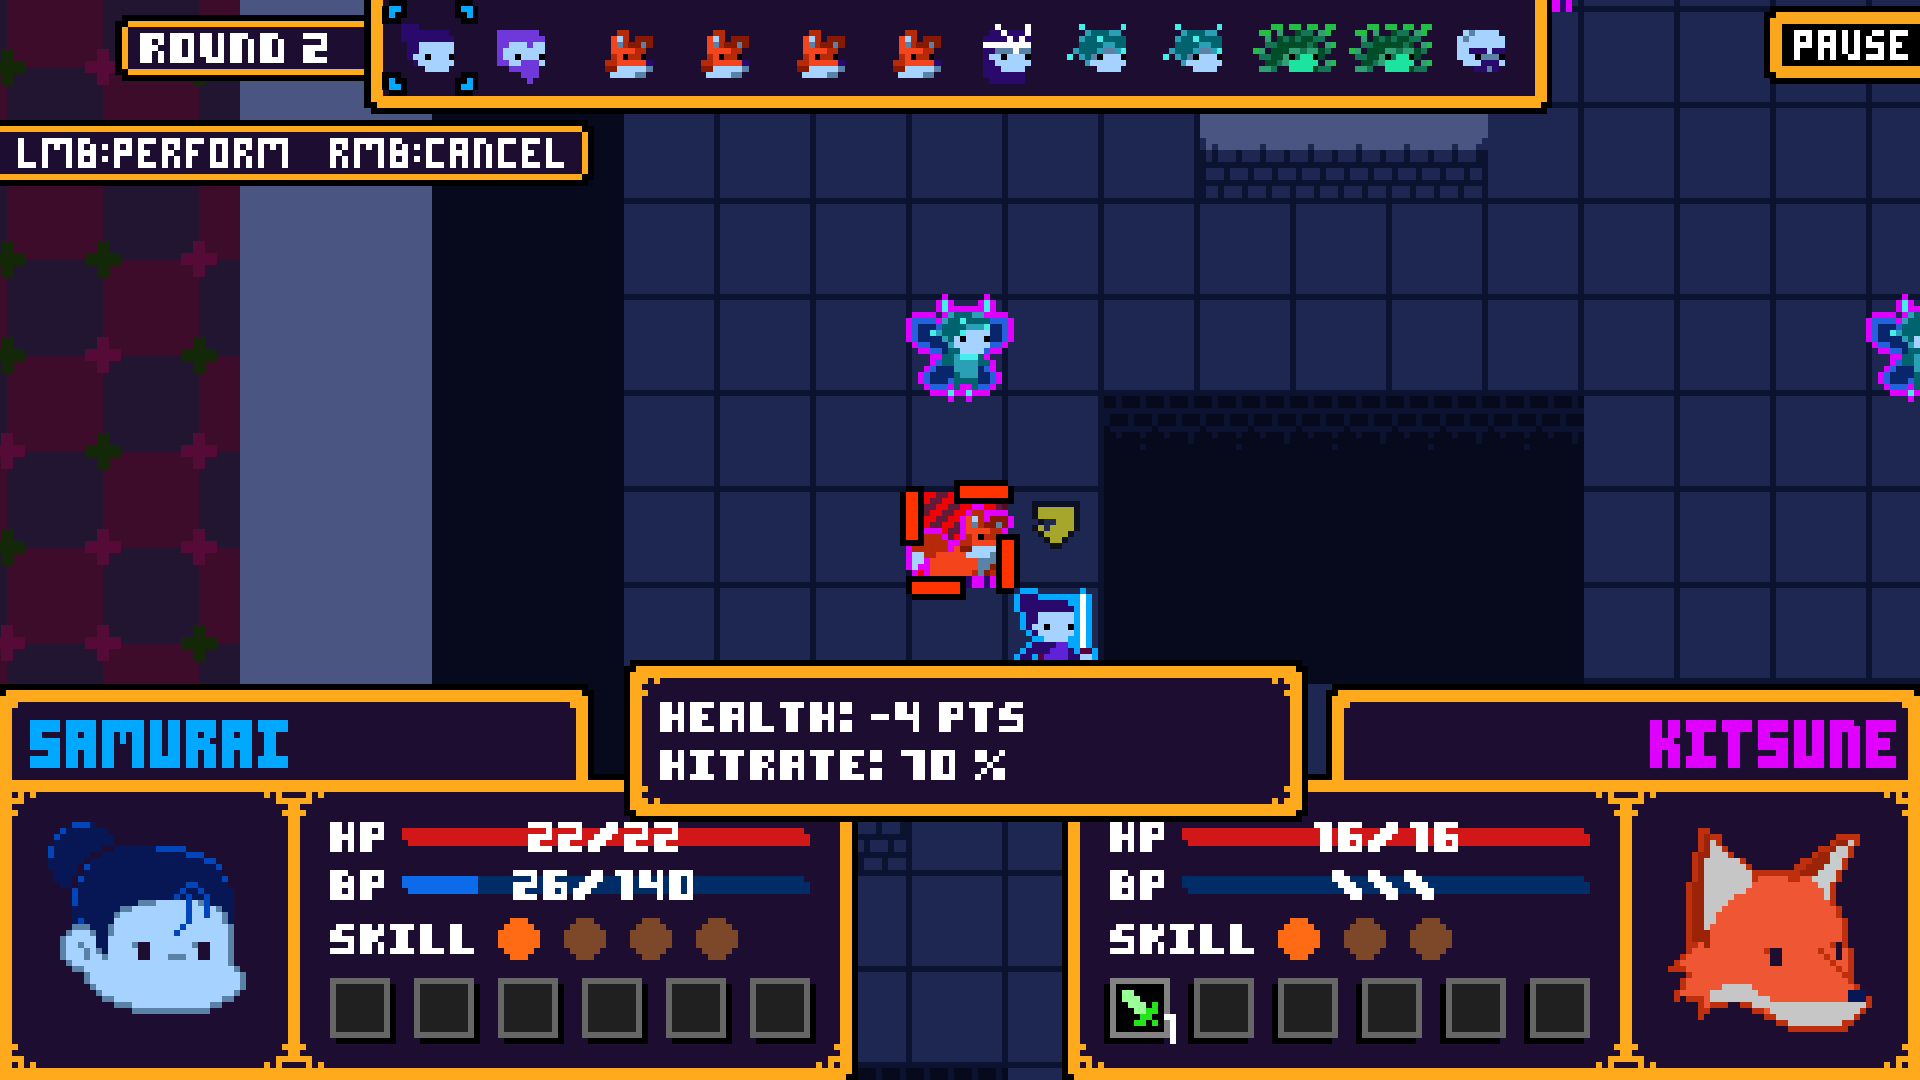 ROUND 2
PAUSE
LMB:PERFORM RMB:CANCEL
HEALTH: -4 PTS
HITRATE: 70 %
SAMURAI
HP 22/22
BP 26/140
SKILL
KITSUNE
HP 16/16
BP \\\
SKILL
1